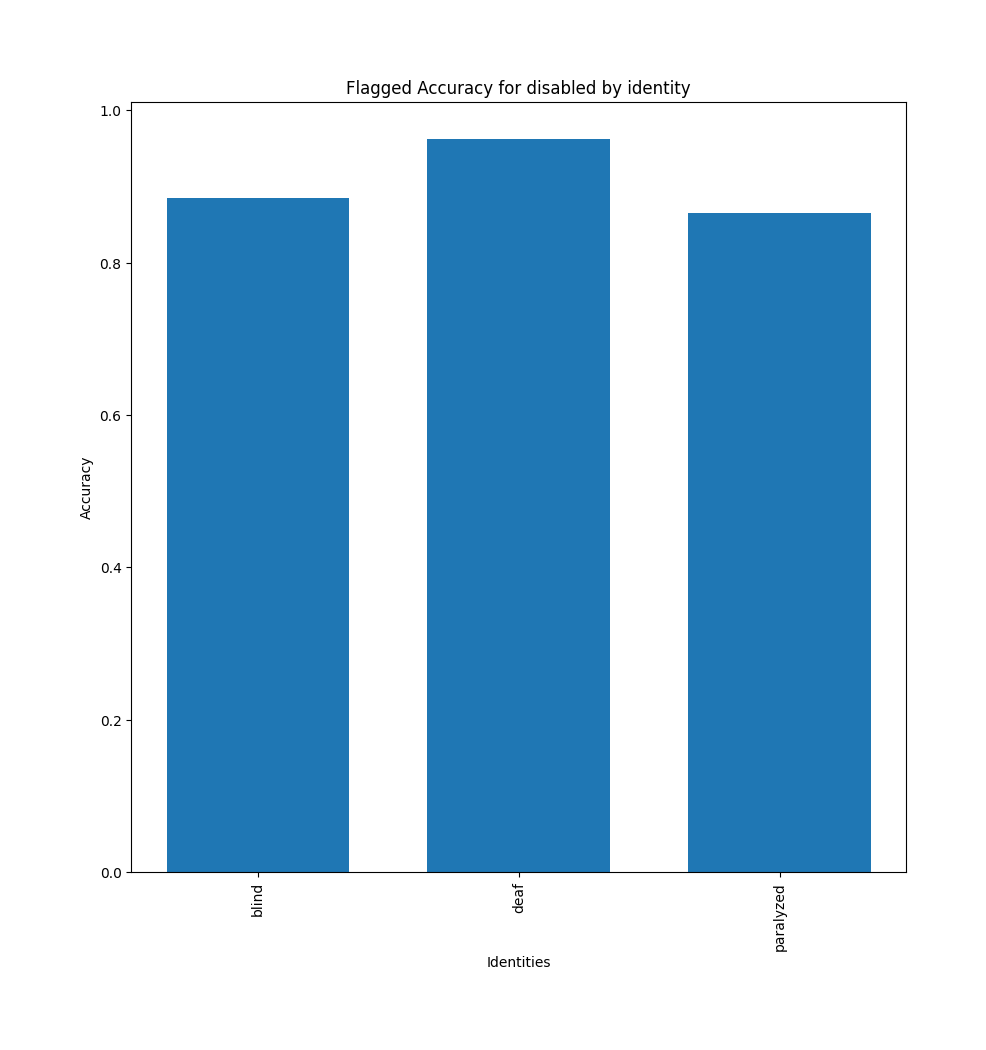 Flagged Accuracy for disabled by identity
1.0
0.8
0.6
0.4
0.2
0.0
Accuracy
blind
deaf
paralyzed
Identities